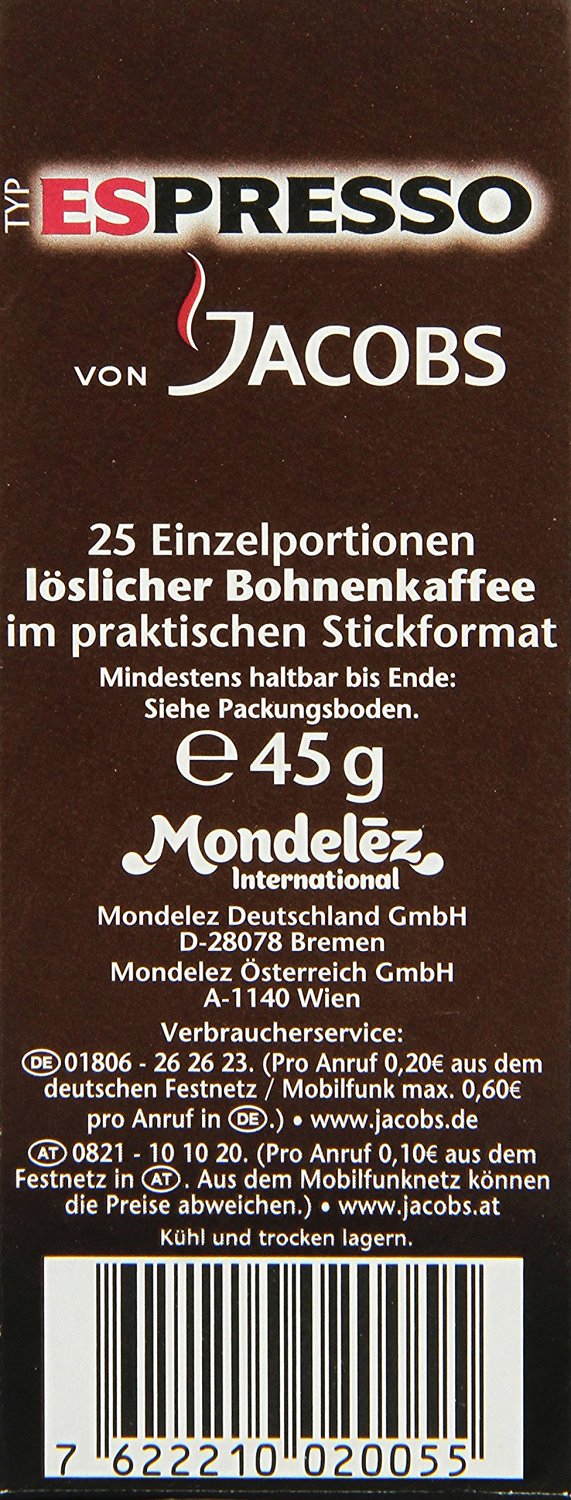 TYP ESPRESSO
VON JACOBS
25 Einzelportionen
löslicher Bohnenkaffee
im praktischen Stickformat
Mindestens haltbar bis Ende:
Siehe Packungsboden.
℮ 45 g
Mondelēz
International
Mondelez Deutschland GmbH
D-28078 Bremen
Mondelez Österreich GmbH
A-1140 Wien
Verbraucherservice:
DE 01806 - 26 26 23. (Pro Anruf 0,20€ aus dem
deutschen Festnetz / Mobilfunk max. 0,60€
pro Anruf in DE.) • www.jacobs.de
AT 0821 - 10 10 20. (Pro Anruf 0,10€ aus dem
Festnetz in AT. Aus dem Mobilfunknetz können
die Preise abweichen.) • www.jacobs.at
Kühl und trocken lagern.
7 622210 020055